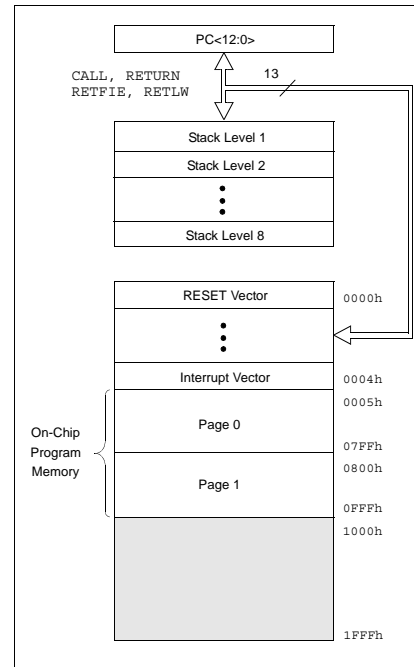 PC<12:0>
CALL, RETURN
RETFIE, RETLW
13
Stack Level 1
Stack Level 2
Stack Level 8
RESET Vector
0000h
Interrupt Vector
0004h
0005h
On-Chip
Program
Memory
Page 0
07FFh
0800h
Page 1
0FFFh
1000h
1FFFh